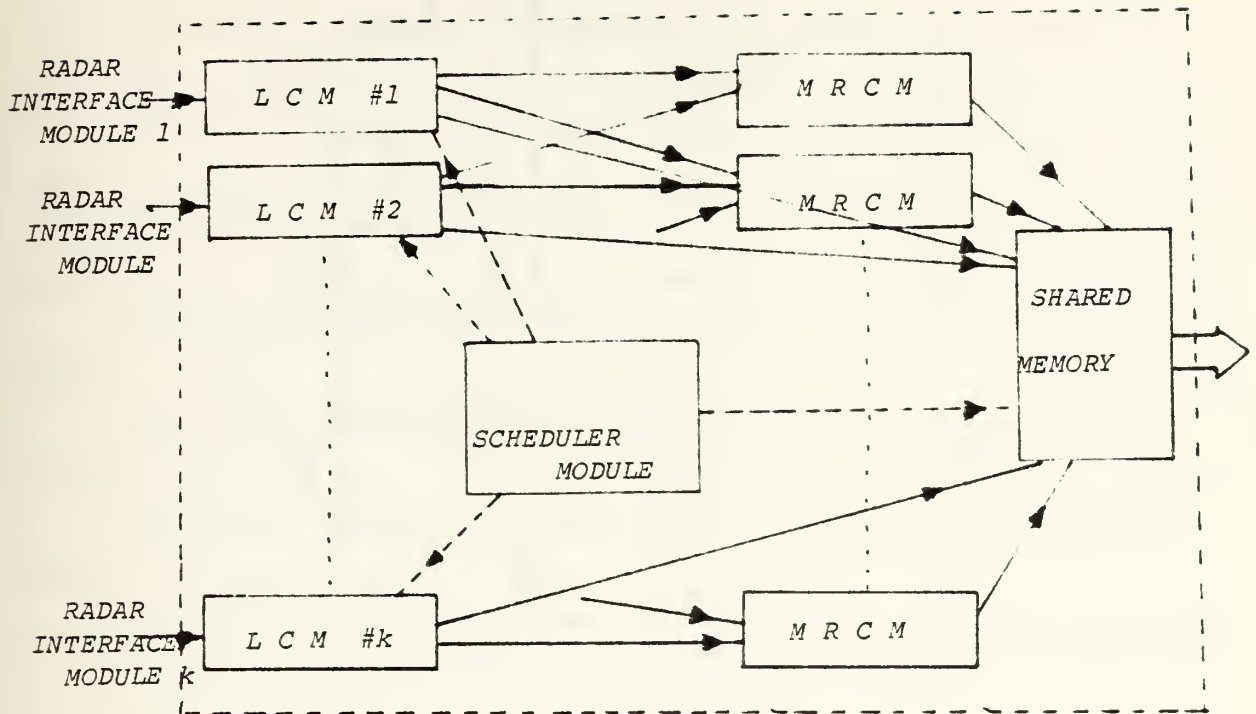 RADAR
INTERFACE
MODULE 1
L C M #1
M R C M
RADAR
INTERFACE
MODULE
L C M #2
M R C M
SHARED
MEMORY
SCHEDULER
MODULE
RADAR
INTERFACE
MODULE k
L C M #k
M R C M